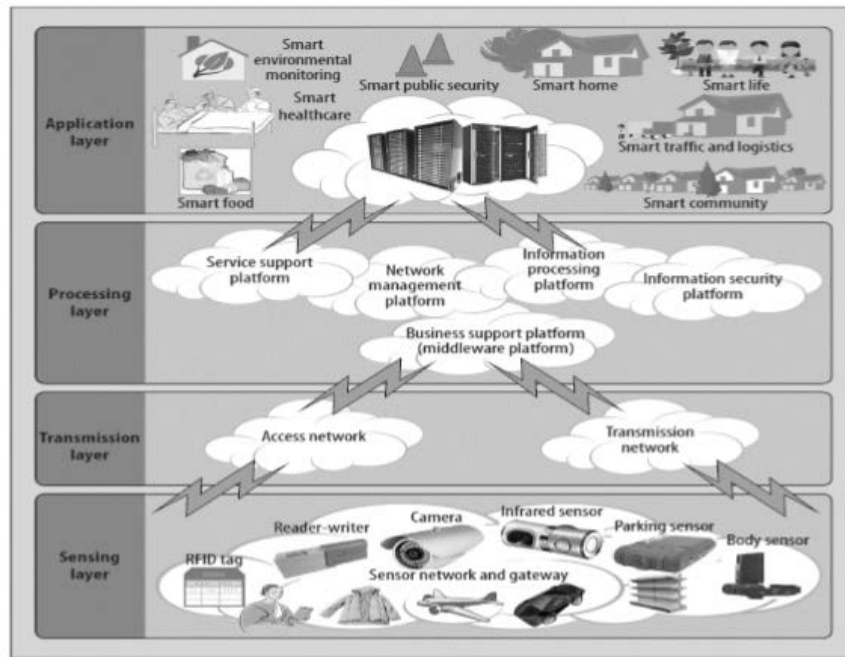 Application
layer
Smart
environmental
monitoring
Smart
healthcare
Smart food
Smart public security
Smart home
Smart life
Smart traffic and logistics
Smart community
Processing
layer
Service support
platform
Network
management
platform
Information
processing
platform
Information security
platform
Business support platform
(middleware platform)
Transmission
layer
Access network
Transmission
network
Sensing
layer
RFID tag
Reader-writer
Camera
Infrared sensor
Parking sensor
Body sensor
Sensor network and gateway